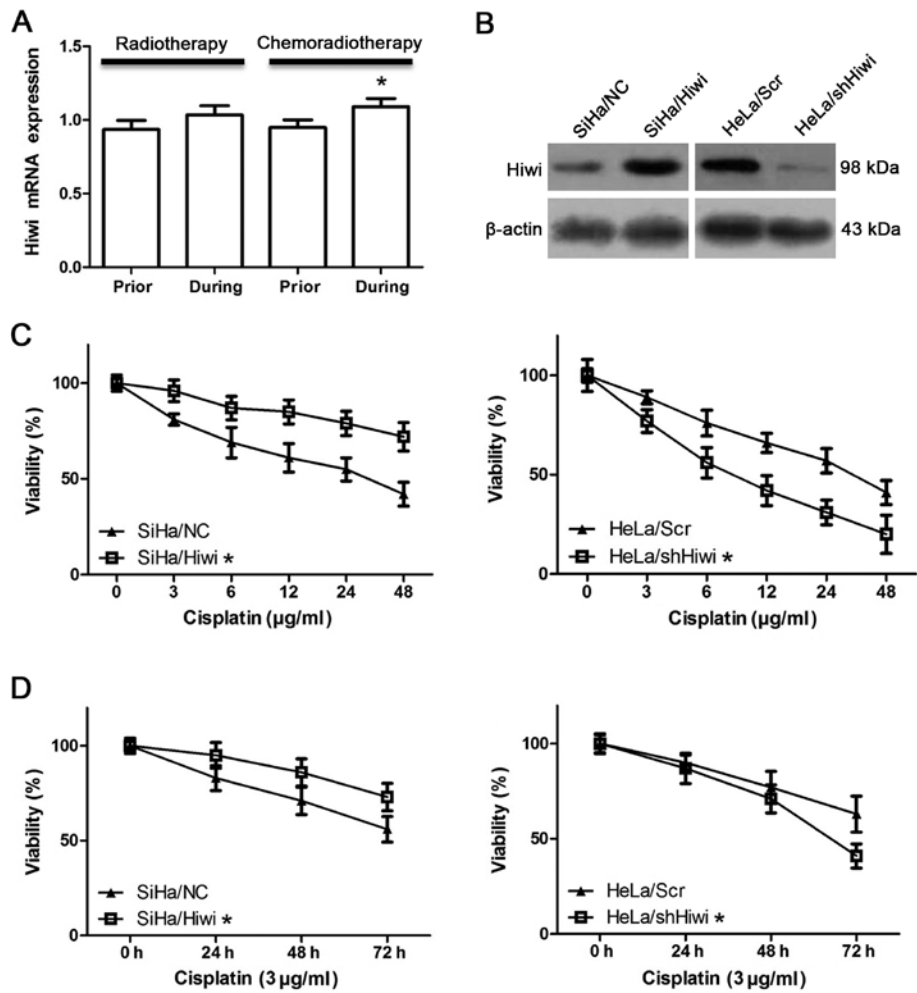 A
Radiotherapy Chemoradiotherapy
*
Hiwi mRNA expression
1.5
1.0
0.5
0.0
Prior During Prior During
B
SiHa/NC SiHa/Hiwi HeLa/Scr HeLa/shHiwi
Hiwi 98 kDa
β-actin 43 kDa
C
Viability (%)
100
50
0
SiHa/NC
SiHa/Hiwi *
0 3 6 12 24 48
Cisplatin (μg/ml)
Viability (%)
100
50
0
HeLa/Scr
HeLa/shHiwi *
0 3 6 12 24 48
Cisplatin (μg/ml)
D
Viability (%)
100
50
0
SiHa/NC
SiHa/Hiwi *
0 h 24 h 48 h 72 h
Cisplatin (3 μg/ml)
Viability (%)
100
50
0
HeLa/Scr
HeLa/shHiwi *
0 h 24 h 48 h 72 h
Cisplatin (3 μg/ml)